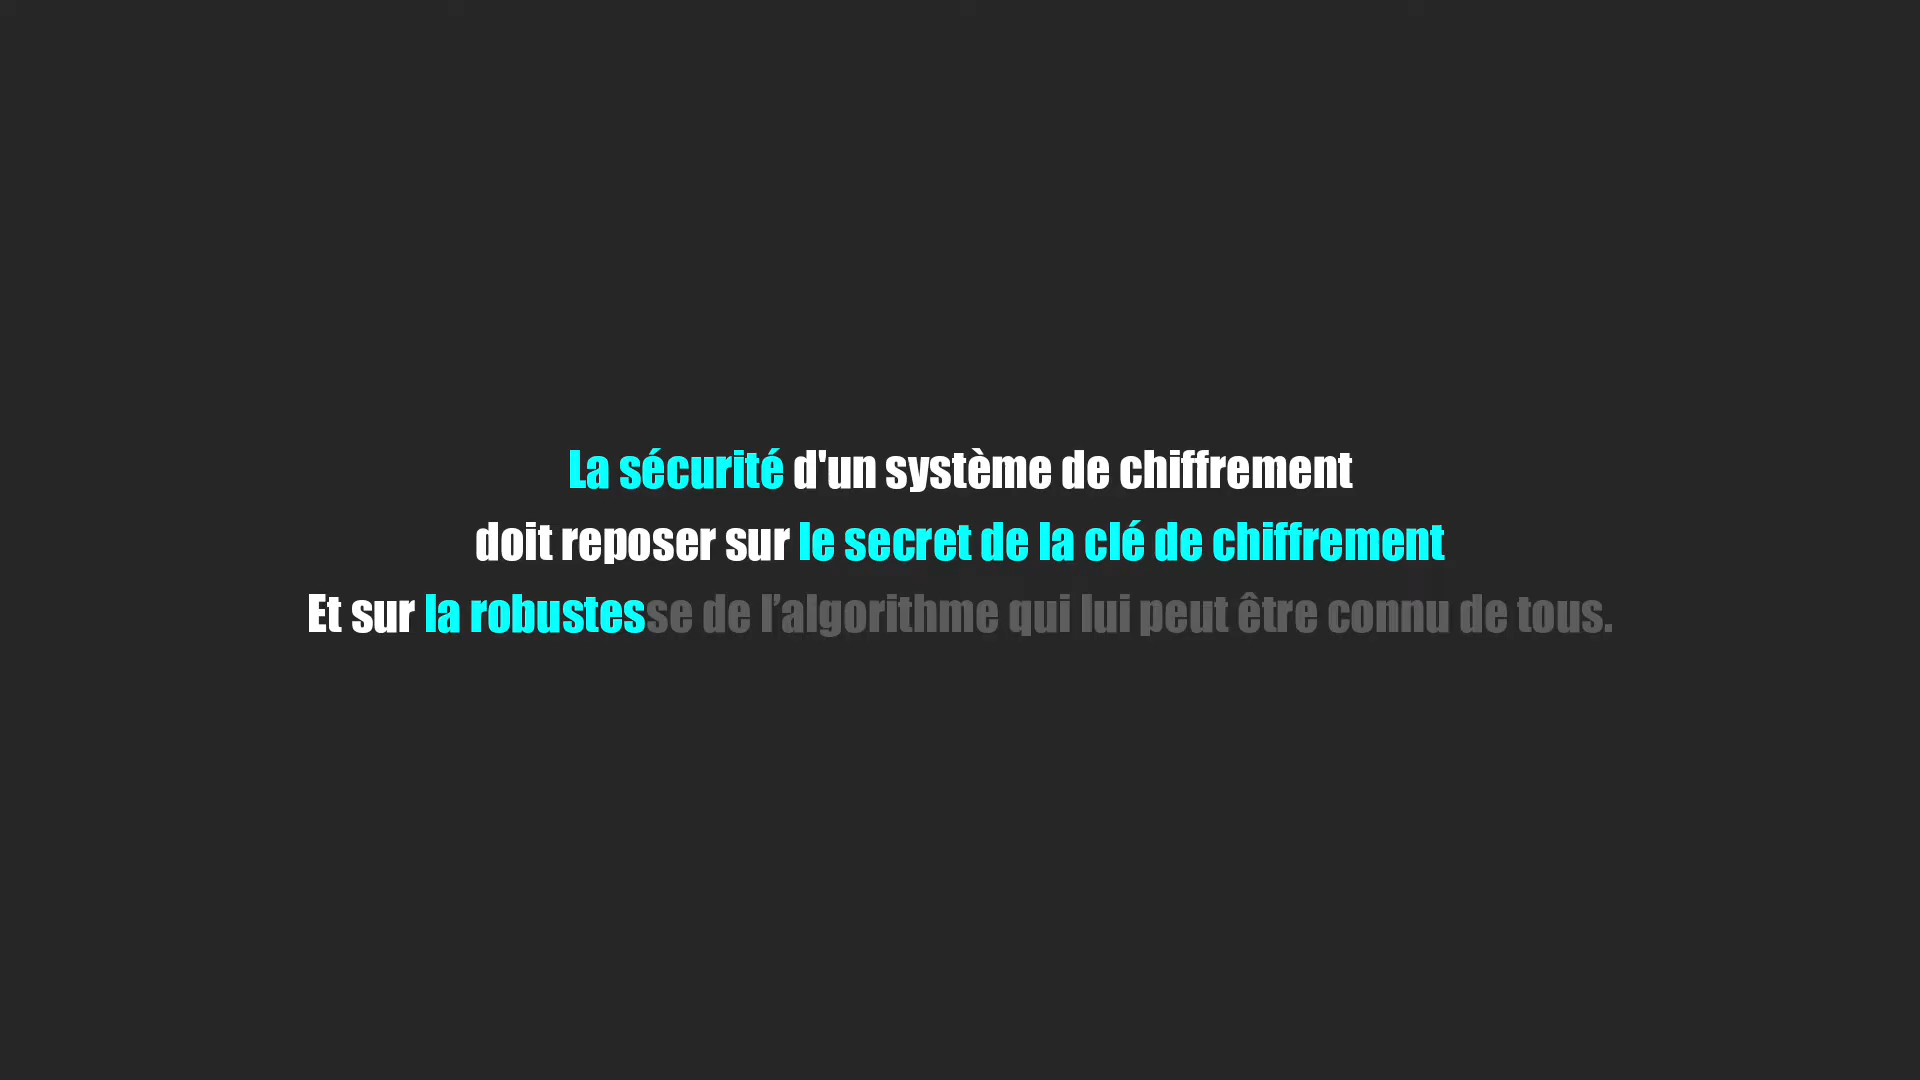 La sécurité d'un système de chiffrement
doit reposer sur le secret de la clé de chiffrement
Et sur la robustesse de l’algorithme qui lui peut être connu de tous.